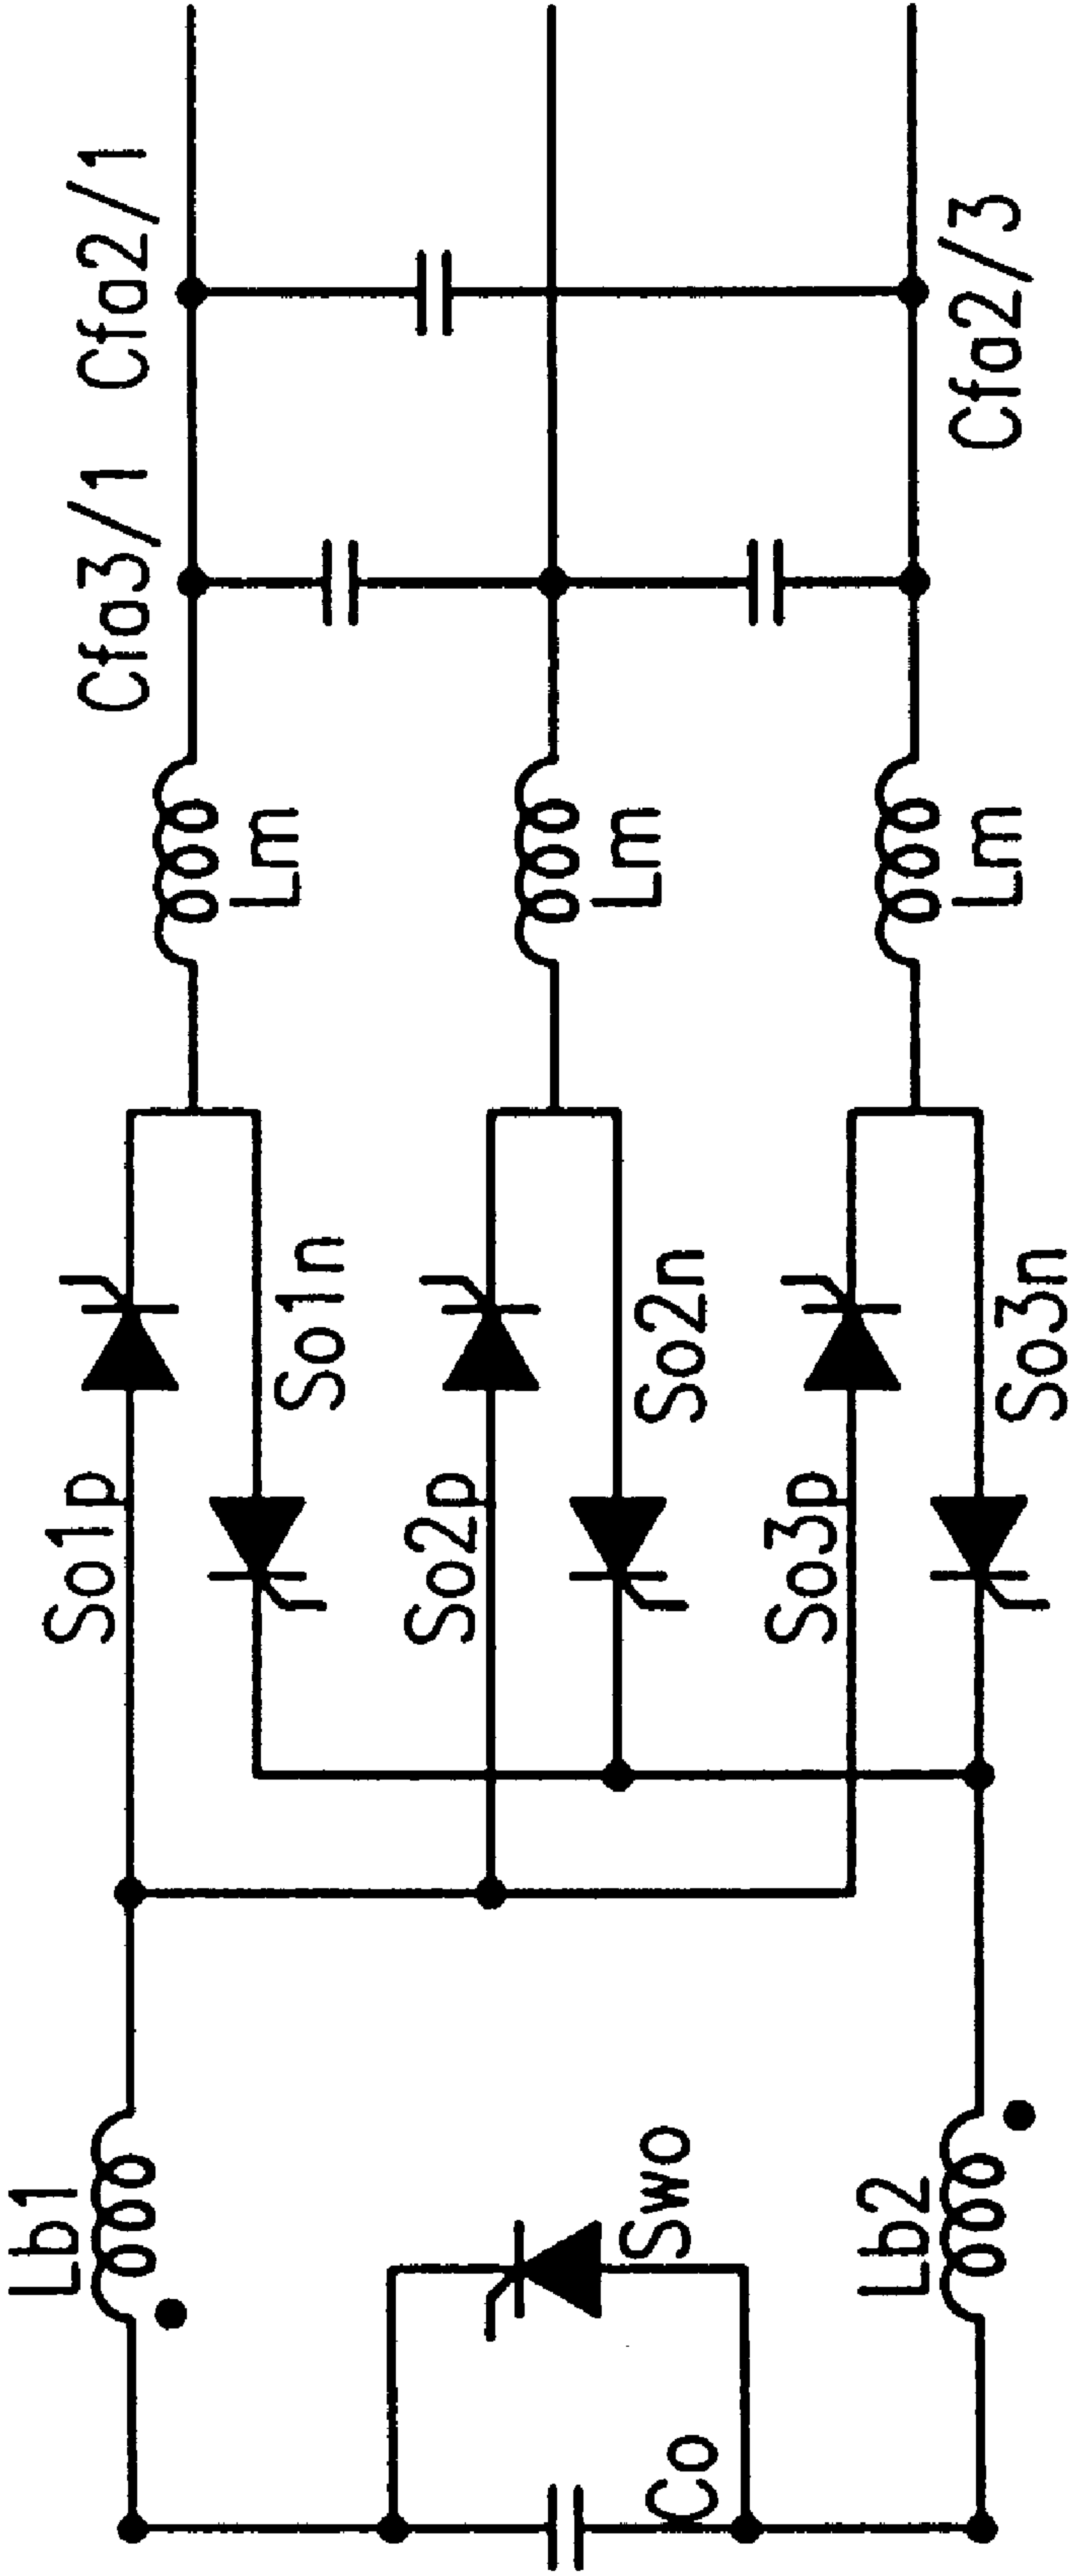 Lb1
So1p
Cfa3/1 Cfa2/1
So1n
Lm
So2p
Co
Swo
So2n
Lm
So3p
Lb2
So3n
Lm
Cfa2/3